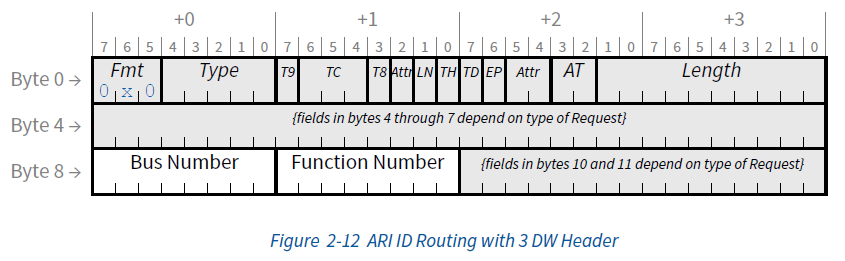 +0 +1 +2 +3
7 6 5 4 3 2 1 0 7 6 5 4 3 2 1 0 7 6 5 4 3 2 1 0 7 6 5 4 3 2 1 0
Byte 0 → Fmt Type T9 TC T8 Attr LN TH TD EP Attr AT Length
0 x 0
Byte 4 → {fields in bytes 4 through 7 depend on type of Request}
Byte 8 → Bus Number Function Number {fields in bytes 10 and 11 depend on type of Request}
Figure 2-12 ARI ID Routing with 3 DW Header